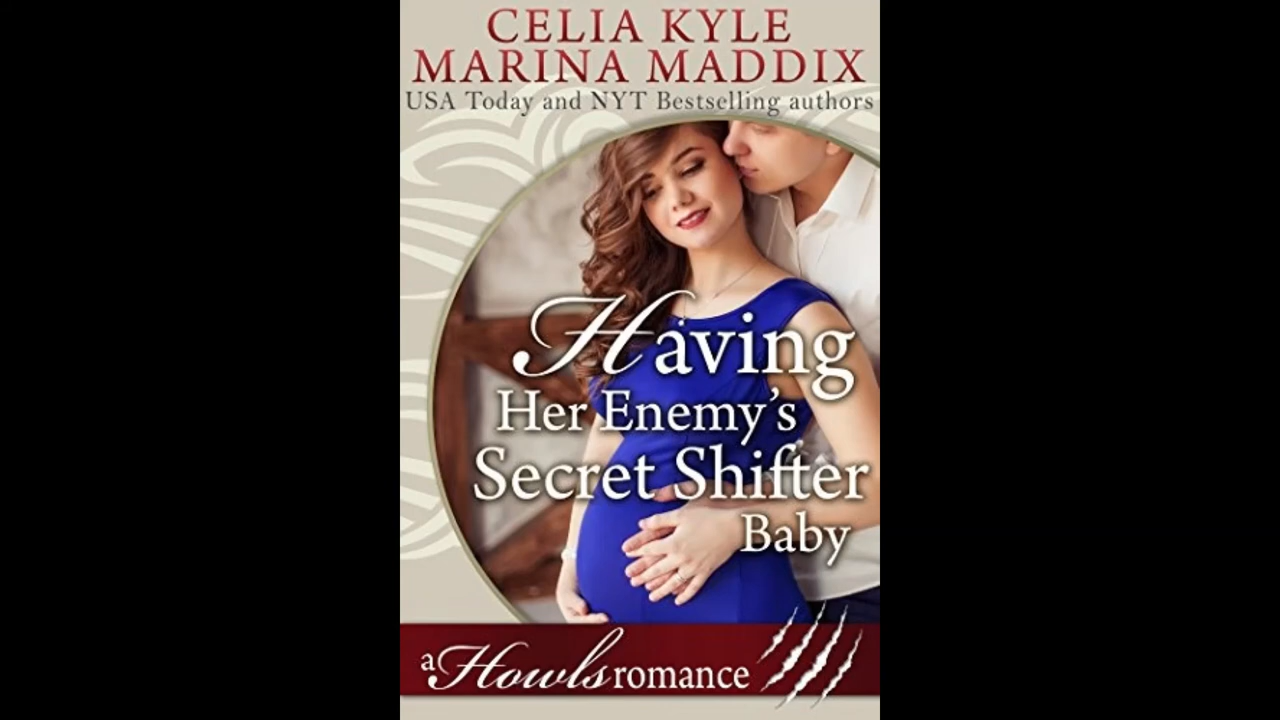 CELIA KYLE
MARINA MADDIX
USA Today and NYT Bestselling authors
Having
Her Enemy's
Secret Shifter
Baby
a Howls romance